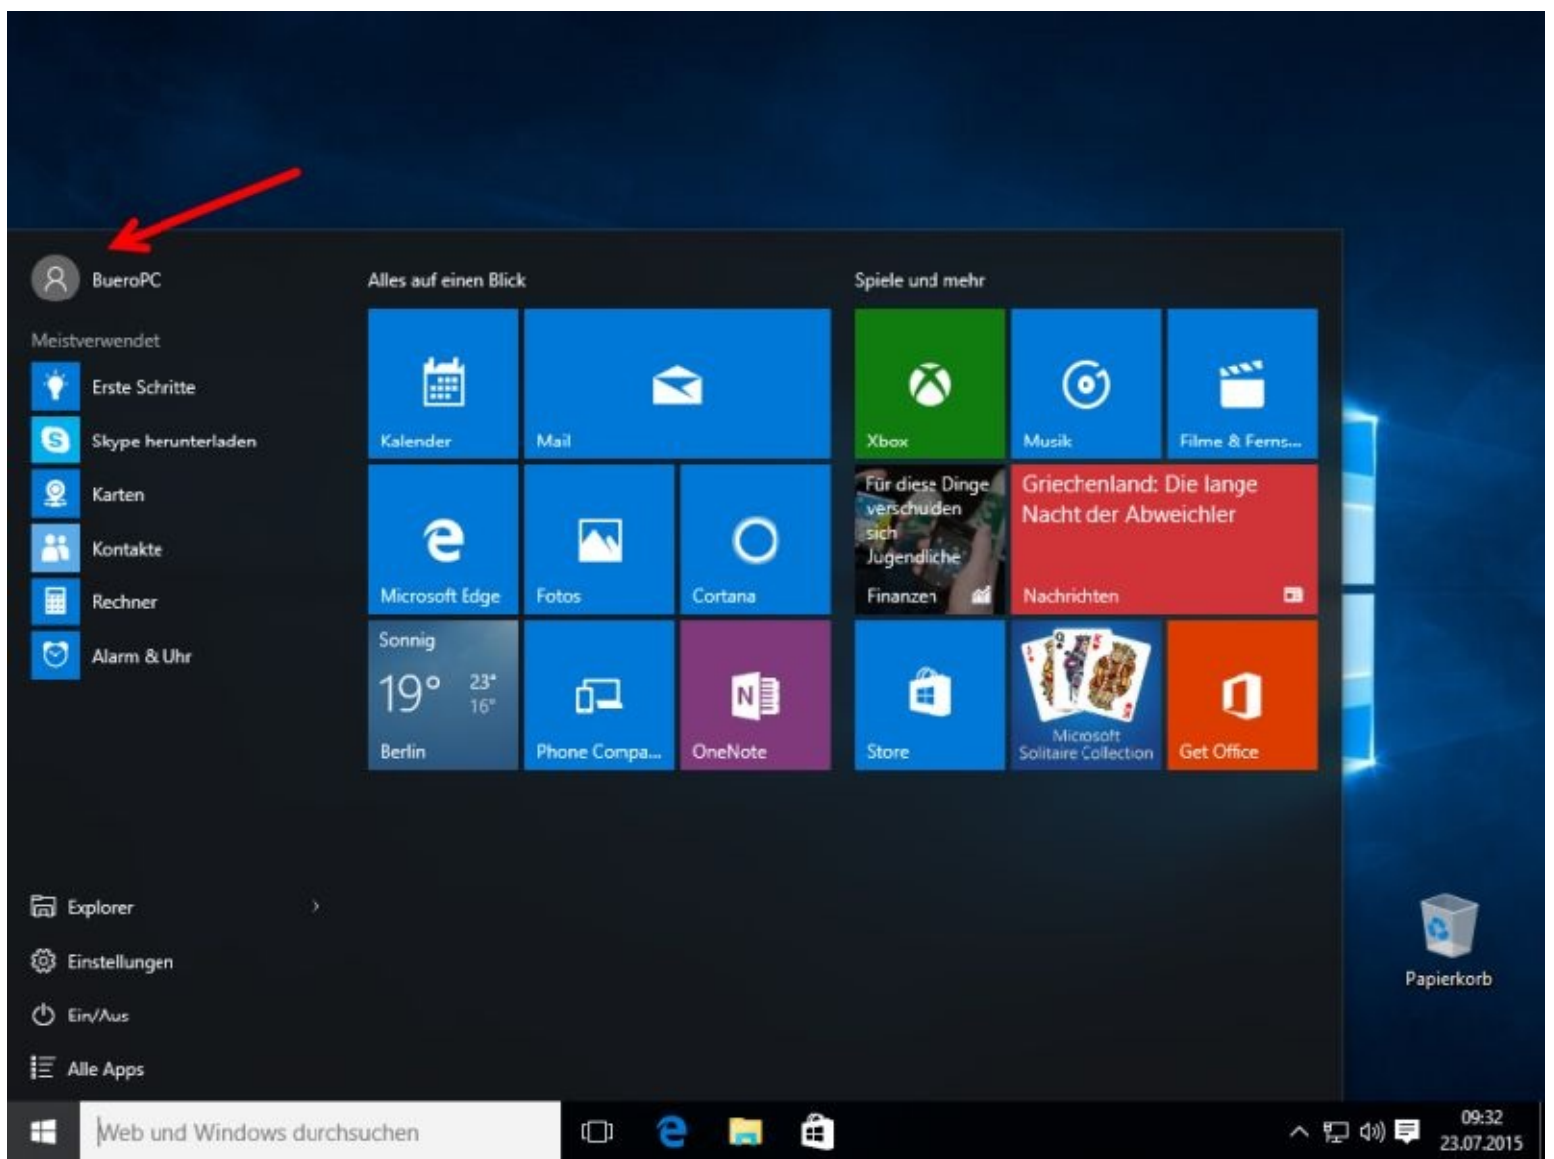 BueroPC
Meistverwendet
Erste Schritte
Skype herunterladen
Karten
Kontakte
Rechner
Alarm & Uhr
Explorer
Einstellungen
Ein/Aus
Alle Apps
Alles auf einen Blick
Kalender
Mail
Microsoft Edge
Fotos
Cortana
Sonnig
19° 23°
16°
Berlin
Phone Compa...
N
OneNote
Spiele und mehr
Xbox
Musik
Filme & Ferns...
Für diese Dinge
verschulden
sich
Jugendliche
Finanzen
Griechenland: Die lange
Nacht der Abweichler
Nachrichten
Store
Microsoft
Solitaire Collection
Get Office
Papierkorb
Web und Windows durchsuchen
09:32
23.07.2015